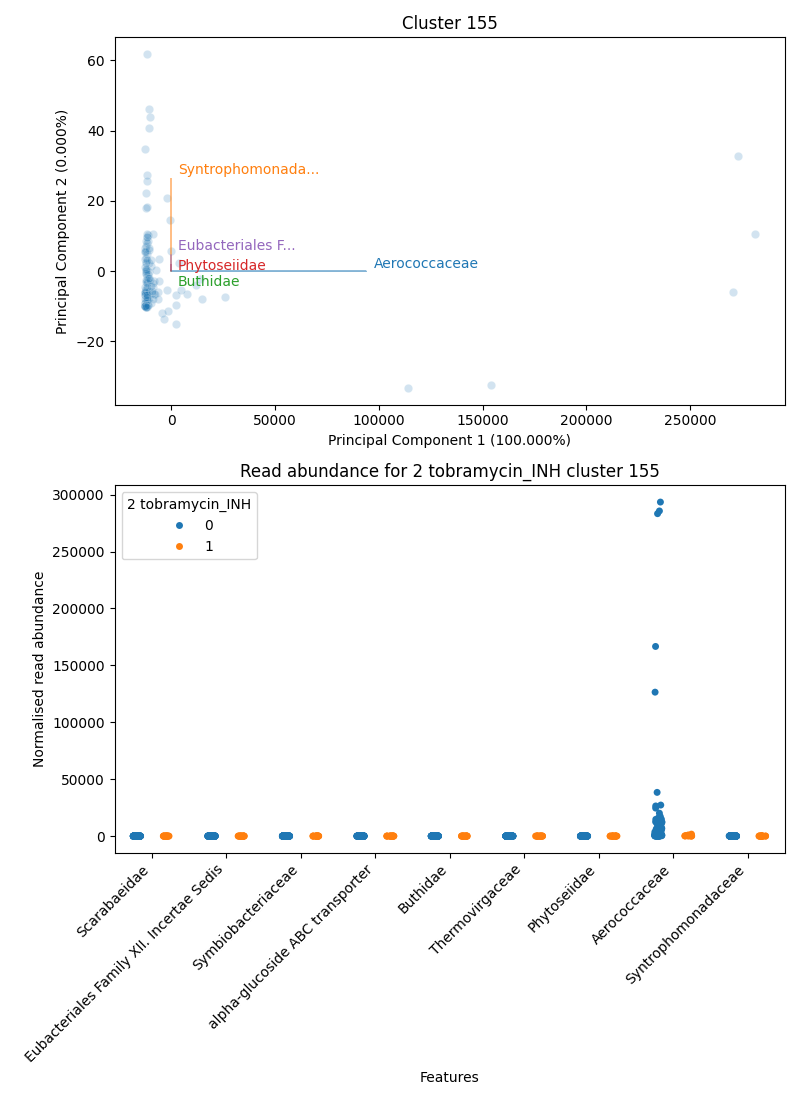 Cluster 155
60
40
20
0
−20
Principal Component 2 (0.000%)
Syntrophomonada...
Eubacteriales F...
Phytoseiidae
Buthidae
Aerococcaceae
0
50000
100000
150000
200000
250000
Principal Component 1 (100.000%)
Read abundance for 2 tobramycin_INH cluster 155
300000
250000
200000
150000
100000
50000
0
Normalised read abundance
2 tobramycin_INH
0
1
Scarabaeidae
Eubacteriales Family XII. Incertae Sedis
Symbiobacteriaceae
alpha-glucoside ABC transporter
Buthidae
Thermovirgaceae
Phytoseiidae
Aerococcaceae
Syntrophomonadaceae
Features